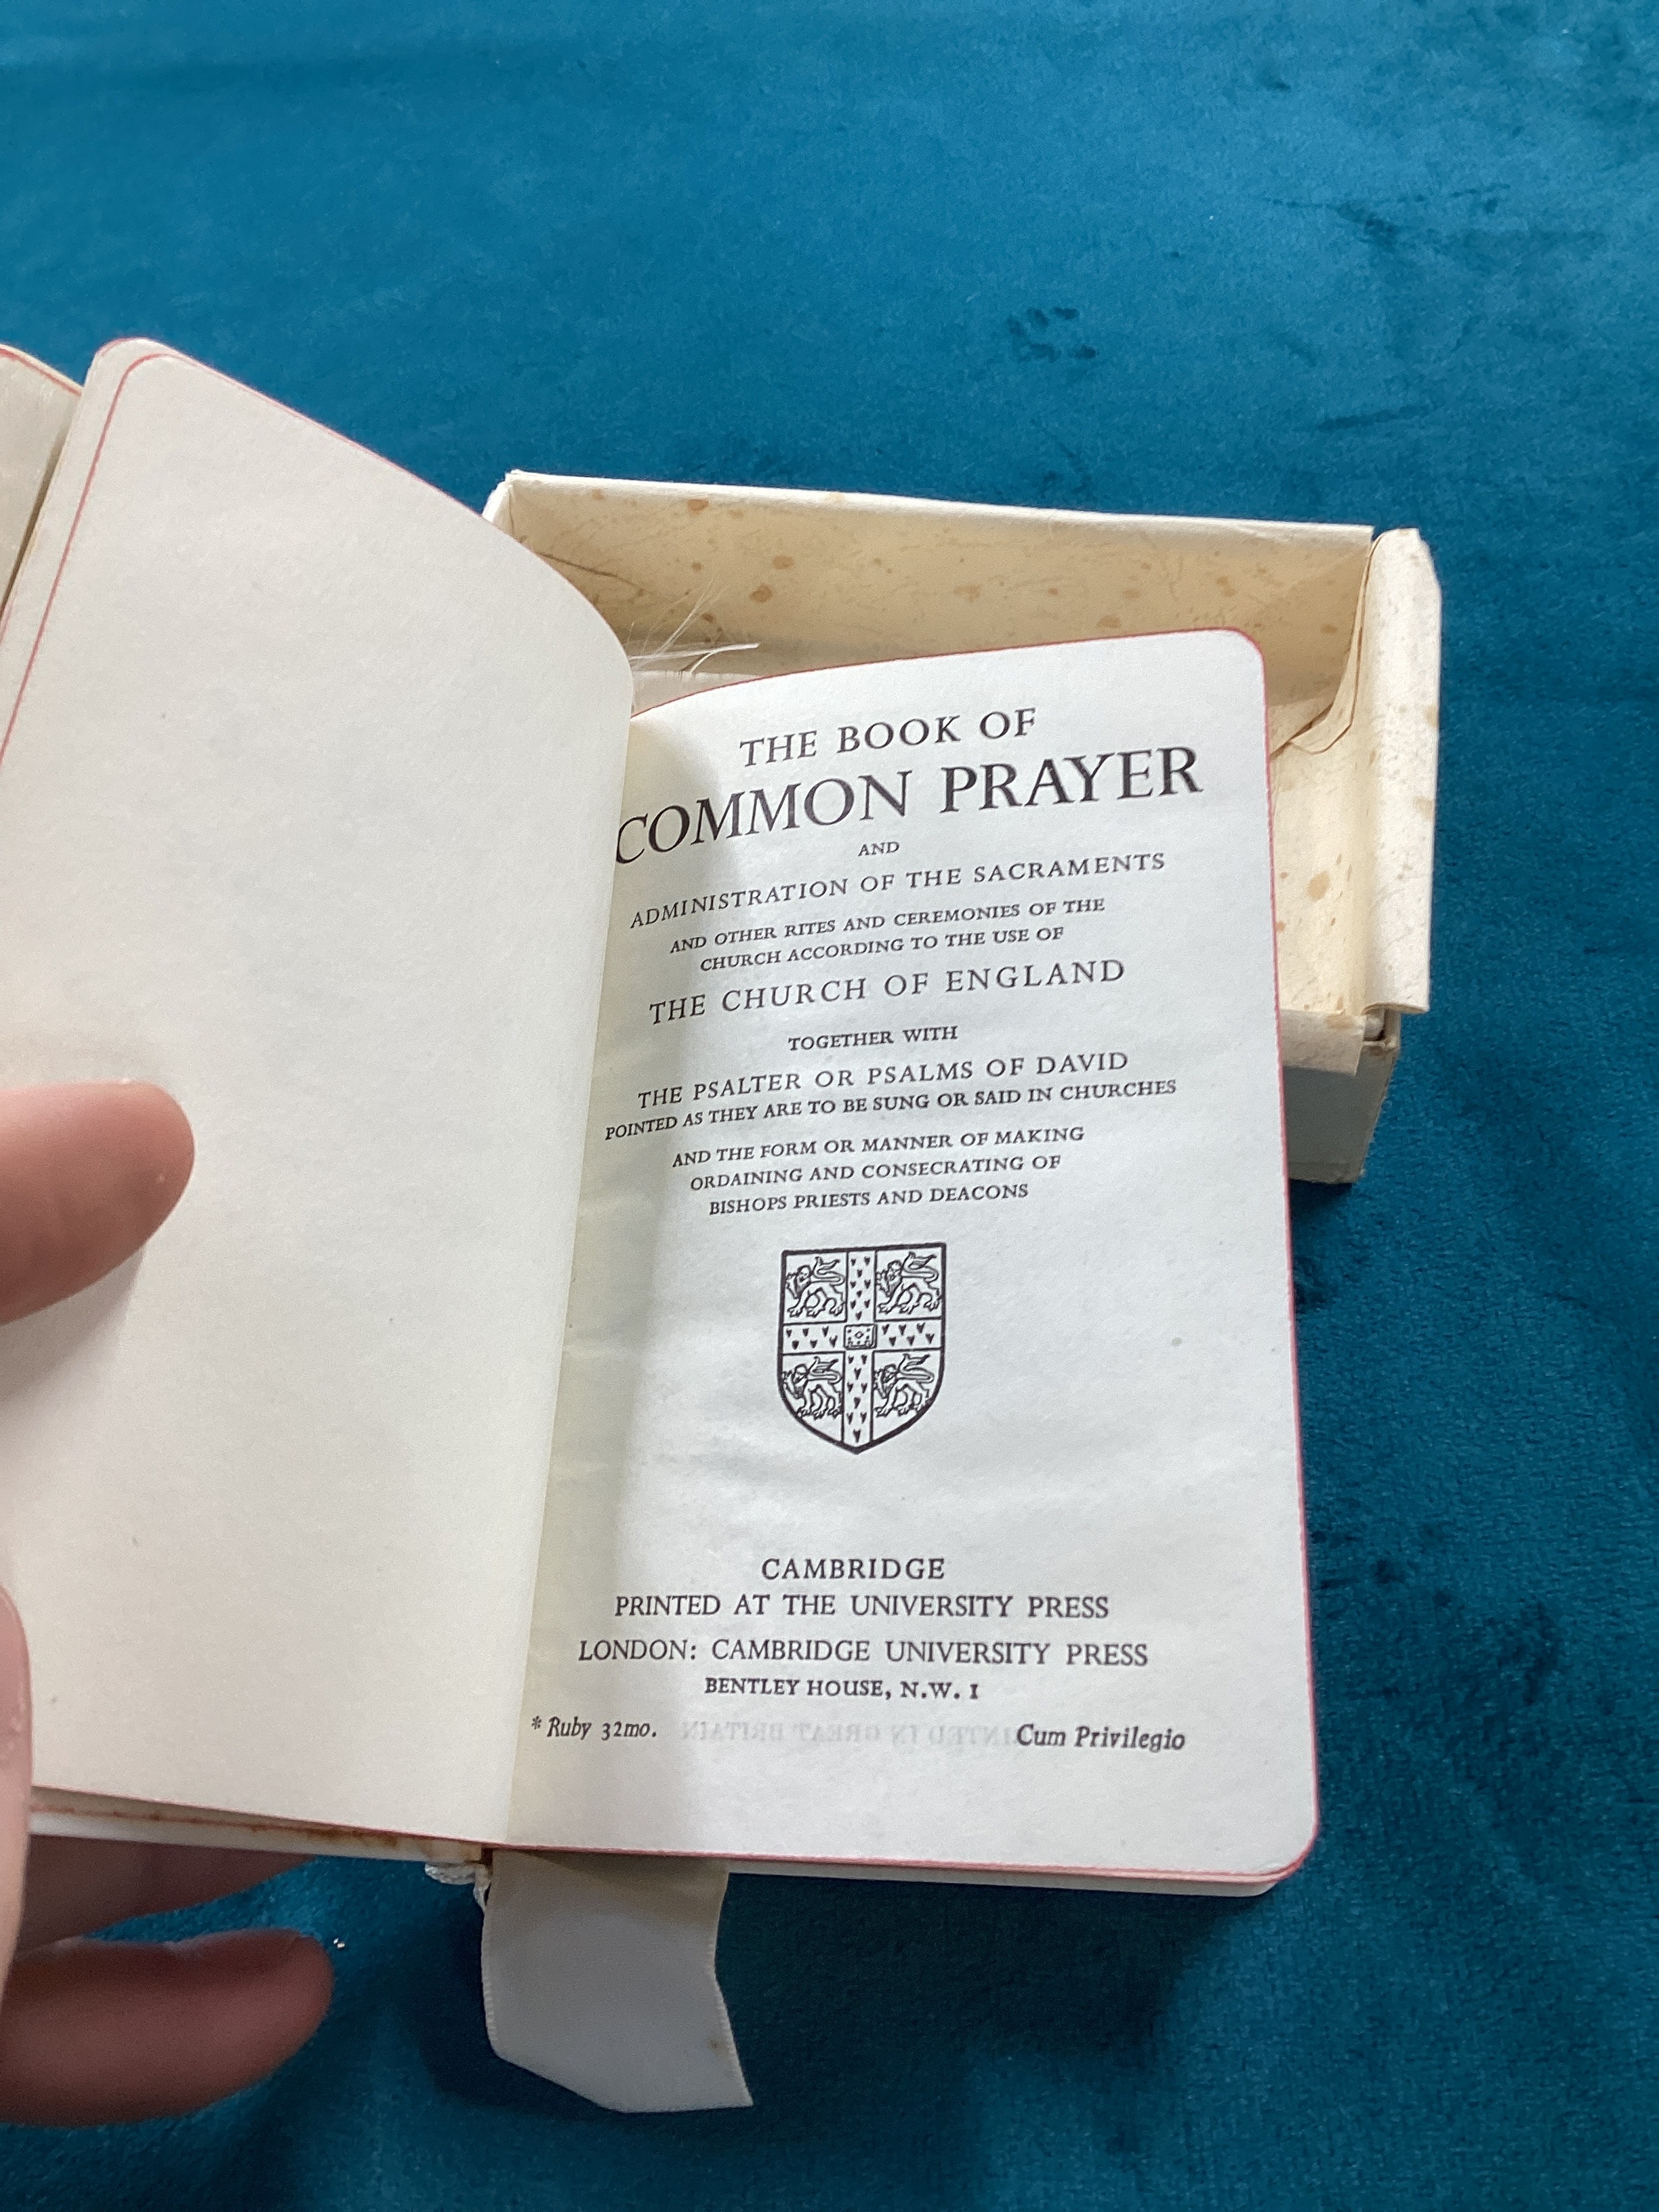 THE BOOK OF
COMMON PRAYER
AND
ADMINISTRATION OF THE SACRAMENTS
AND OTHER RITES AND CEREMONIES OF THE
CHURCH ACCORDING TO THE USE OF
THE CHURCH OF ENGLAND
TOGETHER WITH
THE PSALTER OR PSALMS OF DAVID
POINTED AS THEY ARE TO BE SUNG OR SAID IN CHURCHES
AND THE FORM OR MANNER OF MAKING
ORDAINING AND CONSECRATING OF
BISHOPS PRIESTS AND DEACONS
CAMBRIDGE
PRINTED AT THE UNIVERSITY PRESS
LONDON: CAMBRIDGE UNIVERSITY PRESS
BENTLEY HOUSE, N.W. 1
* Ruby 32mo. Cum Privilegio